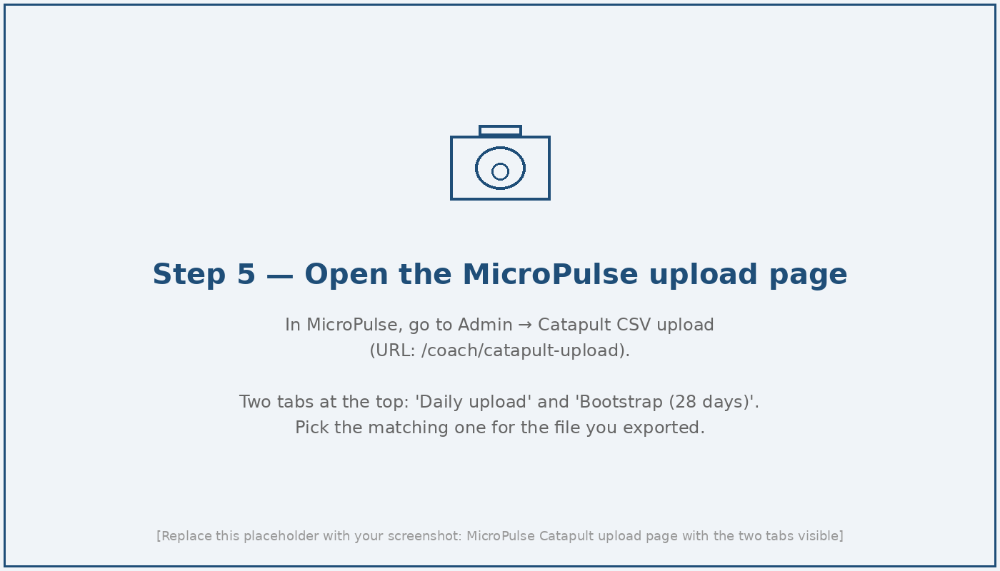 Step 5 — Open the MicroPulse upload page
In MicroPulse, go to Admin → Catapult CSV upload
(URL: /coach/catapult-upload).
Two tabs at the top: 'Daily upload' and 'Bootstrap (28 days)'.
Pick the matching one for the file you exported.
[Replace this placeholder with your screenshot: MicroPulse Catapult upload page with the two tabs visible]